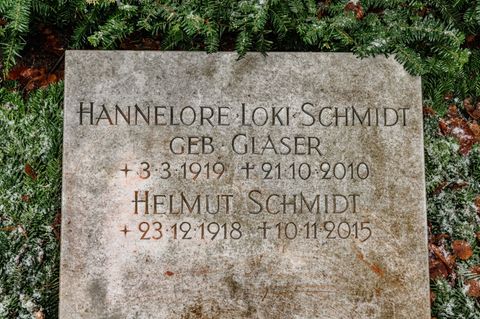 HANNELORE·LOKI·SCHMIDT
GEB·GLASER
+3·3·1919 †21·10·2010
HELMUT SCHMIDT
+23·12·1918 †10·11·2015